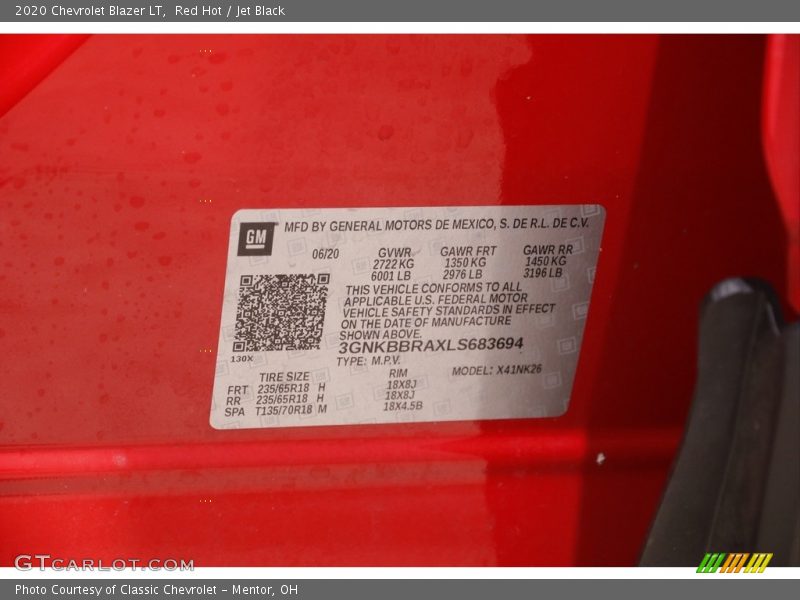 2020 Chevrolet Blazer LT, Red Hot / Jet Black
GM MFD BY GENERAL MOTORS DE MEXICO, S. DE R.L. DE C.V.
06/20 GVWR GAWR FRT GAWR RR
2722 KG 1350 KG 1450 KG
6001 LB 2976 LB 3196 LB
THIS VEHICLE CONFORMS TO ALL
APPLICABLE U.S. FEDERAL MOTOR
VEHICLE SAFETY STANDARDS IN EFFECT
ON THE DATE OF MANUFACTURE
SHOWN ABOVE.
130X 3GNKBBRAXLS683694
TYPE: M.P.V. MODEL: X41NK26
TIRE SIZE RIM
FRT 235/65R18 H 18X8J
RR 235/65R18 H 18X8J
SPA T135/70R18 M 18X4.5B
GTCARLOT.COM
Photo Courtesy of Classic Chevrolet - Mentor, OH